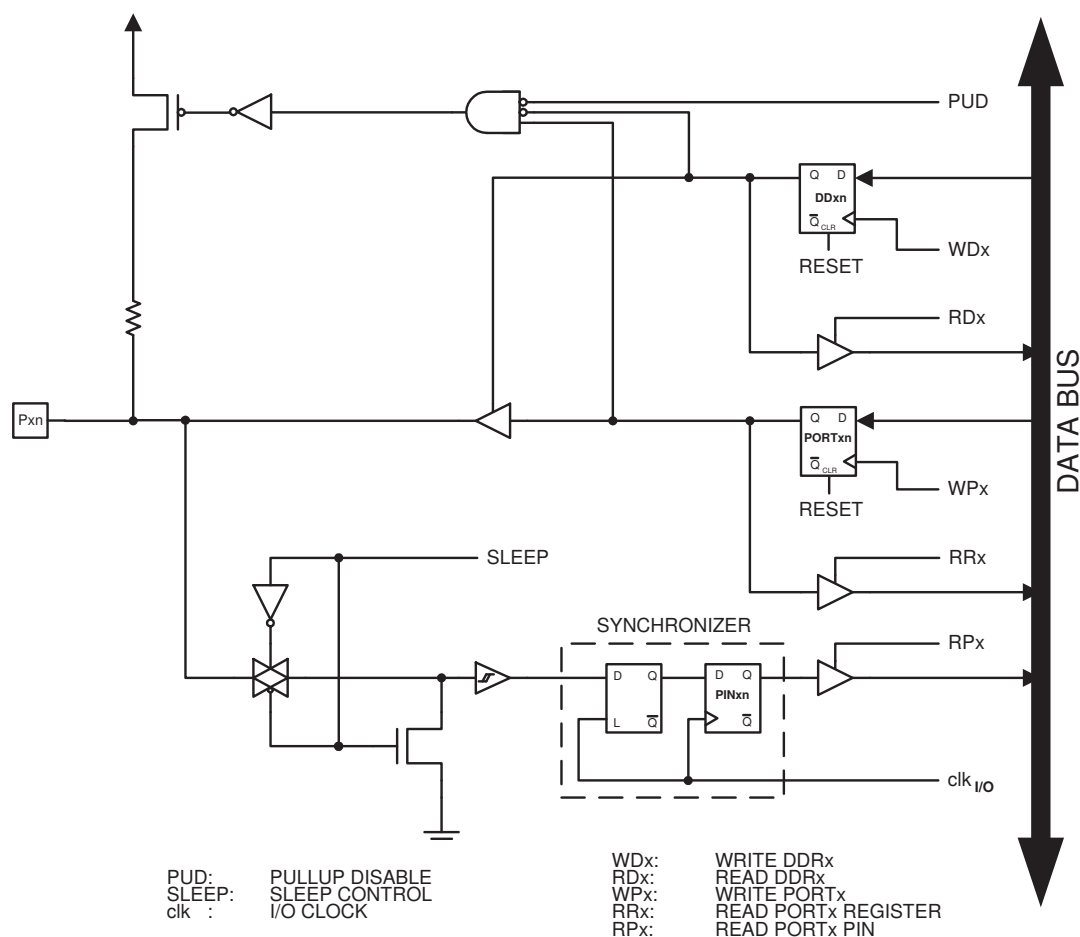 PUD
Q D
DDxn
Q CLR
WDx
RESET
RDx
Pxn
Q D
PORTxn
Q CLR
WPx
RESET
DATA BUS
SLEEP
RRx
SYNCHRONIZER
RPx
D Q
L Q
D Q
PINxn
Q
clk I/O
PUD: PULLUP DISABLE
SLEEP: SLEEP CONTROL
clk : I/O CLOCK
WDx: WRITE DDRx
RDx: READ DDRx
WPx: WRITE PORTx
RRx: READ PORTx REGISTER
RPx: READ PORTx PIN